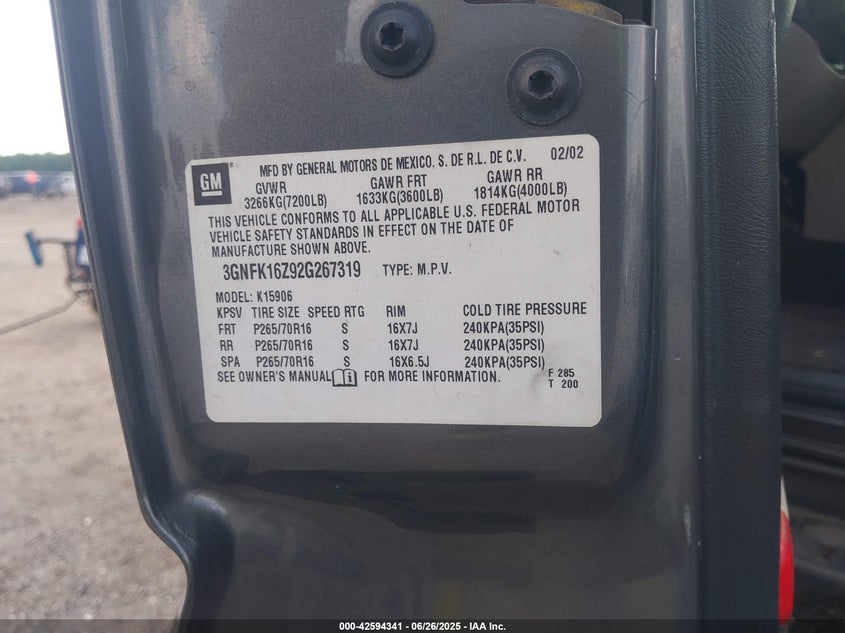 GM
MFD BY GENERAL MOTORS DE MEXICO, S. DE R.L. DE C.V. 02/02
GVWR GAWR FRT GAWR RR
3266KG(7200LB) 1633KG(3600LB) 1814KG(4000LB)
THIS VEHICLE CONFORMS TO ALL APPLICABLE U.S. FEDERAL MOTOR
VEHICLE SAFETY STANDARDS IN EFFECT ON THE DATE OF
MANUFACTURE SHOWN ABOVE.
3GNFK16Z92G267319 TYPE: M.P.V.
MODEL: K15906
KPSV TIRE SIZE SPEED RTG RIM COLD TIRE PRESSURE
FRT P265/70R16 S 16X7J 240KPA(35PSI)
RR P265/70R16 S 16X7J 240KPA(35PSI)
SPA P265/70R16 S 16X6.5J 240KPA(35PSI)
SEE OWNER'S MANUAL FOR MORE INFORMATION. F 285
T 200
000-42594341 - 06/26/2025 - IAA Inc.